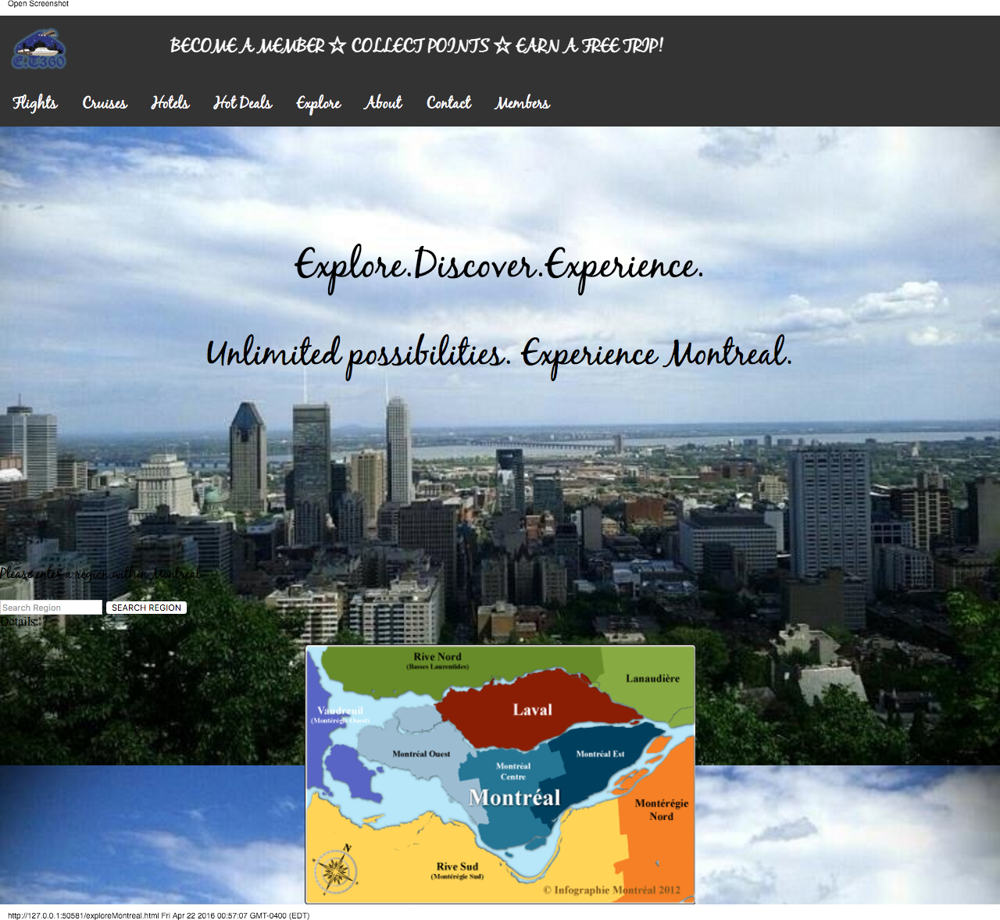 Open Screenshot
E.T360
BECOME A MEMBER ☆ COLLECT POINTS ☆ EARN A FREE TRIP!
Flights Cruises Hotels Hot Deals Explore About Contact Members
Explore.Discover.Experience.
Unlimited possibilities. Experience Montreal.
Please enter a region within Montreal
Search Region SEARCH REGION
Details: ?
Rive Nord
(Basses Laurentides)
Lanaudière
Vaudreuil
(Montérégie Ouest)
Laval
Montréal Ouest
Montréal Est
Montréal
Centre
Montréal
Montérégie
Nord
N
Rive Sud
(Montérégie Sud)
© Infographie Montréal 2012
http://127.0.0.1:50581/exploreMontreal.html Fri Apr 22 2016 00:57:07 GMT-0400 (EDT)